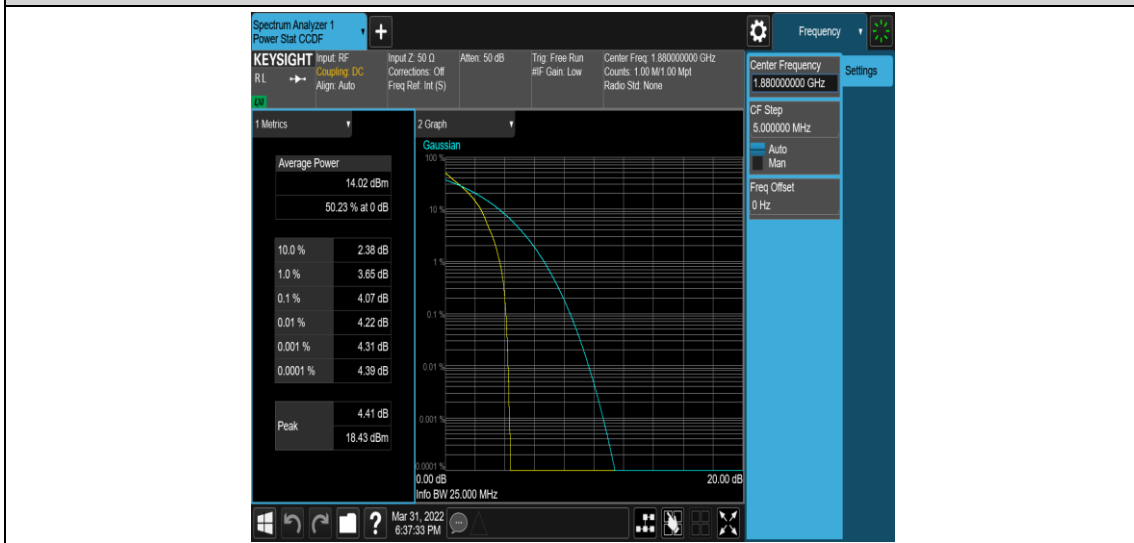 Spectrum Analyzer 1
Power Stat CCDF
+
Frequency
KEYSIGHT
RL
LXI
Input: RF
Coupling: DC
Align: Auto
Input Z: 50 Ω
Corrections: Off
Freq Ref: Int (S)
Atten: 50 dB
Trig: Free Run
#IF Gain: Low
Center Freq: 1.880000000 GHz
Counts: 1.00 M/1.00 Mpt
Radio Std: None
Center Frequency
1.880000000 GHz
Settings
CF Step
5.000000 MHz
Auto
Man
Freq Offset
0 Hz
1 Metrics
Average Power
14.02 dBm
50.23 % at 0 dB
10.0 % 2.38 dB
1.0 % 3.65 dB
0.1 % 4.07 dB
0.01 % 4.22 dB
0.001 % 4.31 dB
0.0001 % 4.39 dB
Peak
4.41 dB
18.43 dBm
2 Graph
Gaussian
100 %
10 %
1 %
0.1 %
0.01 %
0.001 %
0.0001 %
0.00 dB 20.00 dB
Info BW 25.000 MHz
?
Mar 31, 2022
6:37:33 PM